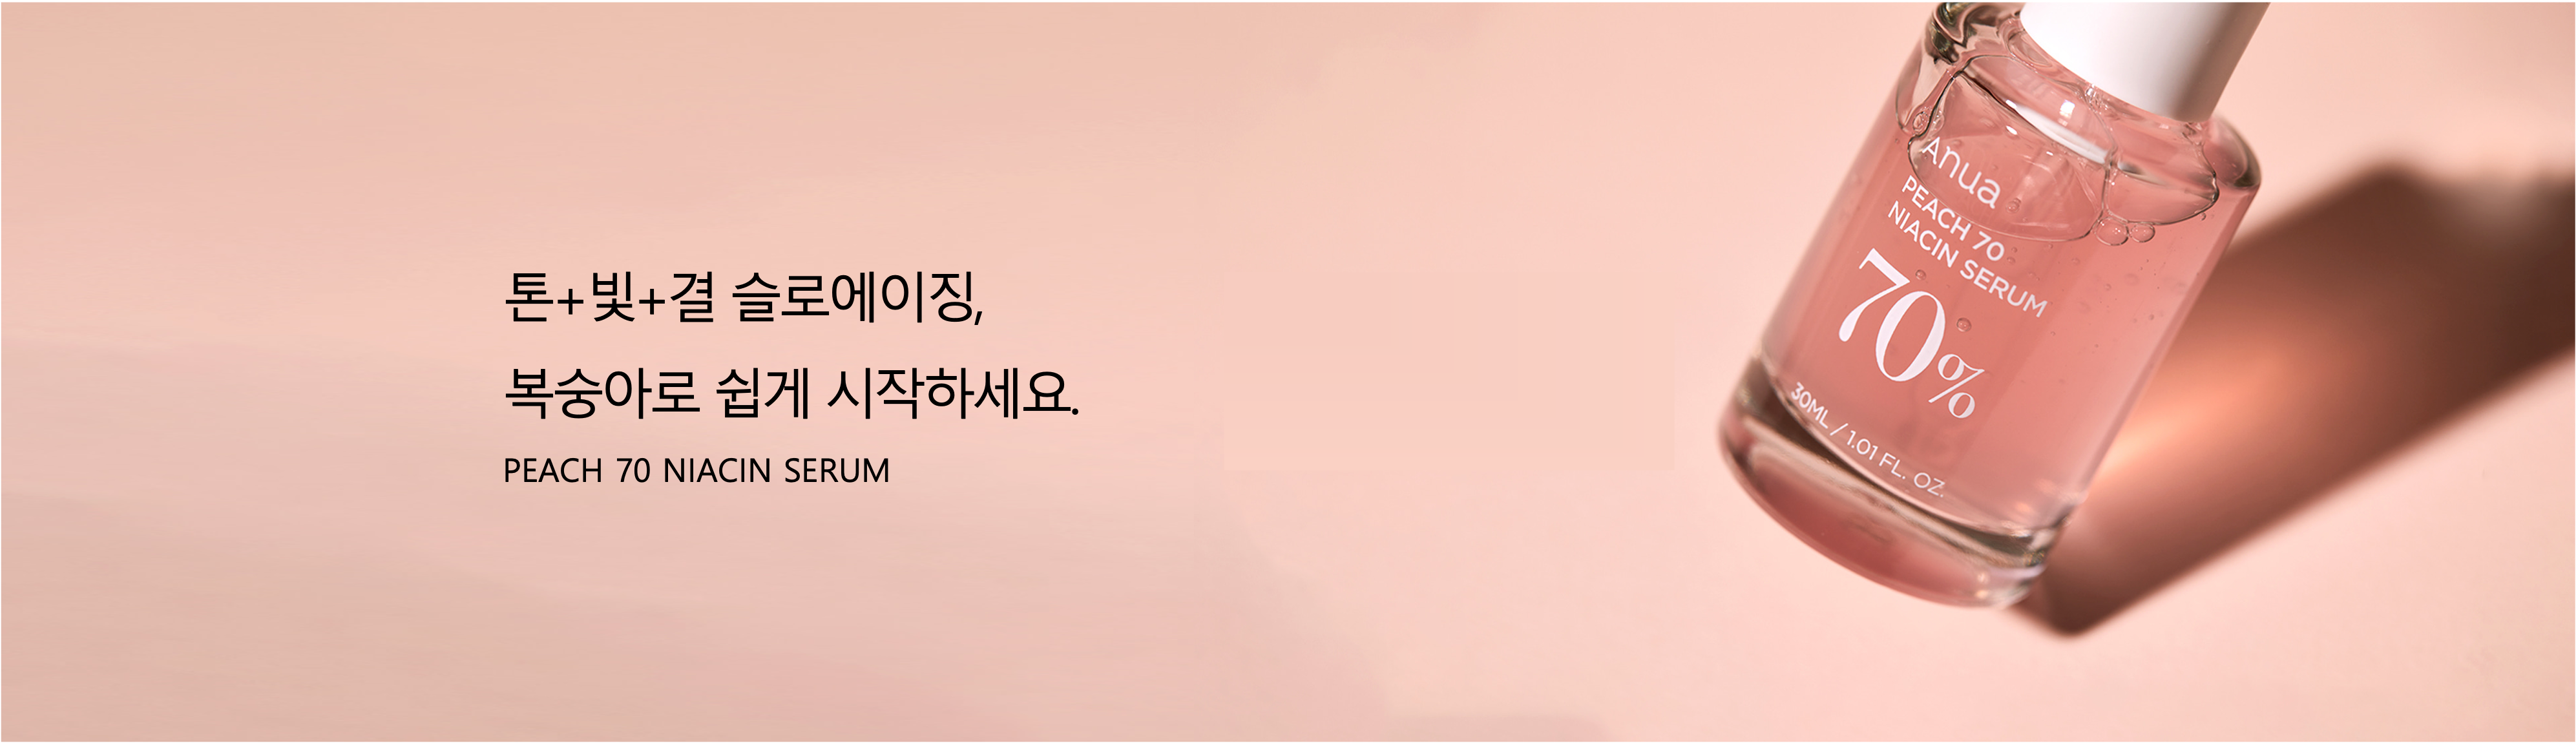 톤+빛+결 슬로에이징,
복숭아로 쉽게 시작하세요.
PEACH 70 NIACIN SERUM
Anua
PEACH 70
NIACIN SERUM
70%
30ML / 1.01 FL. OZ.